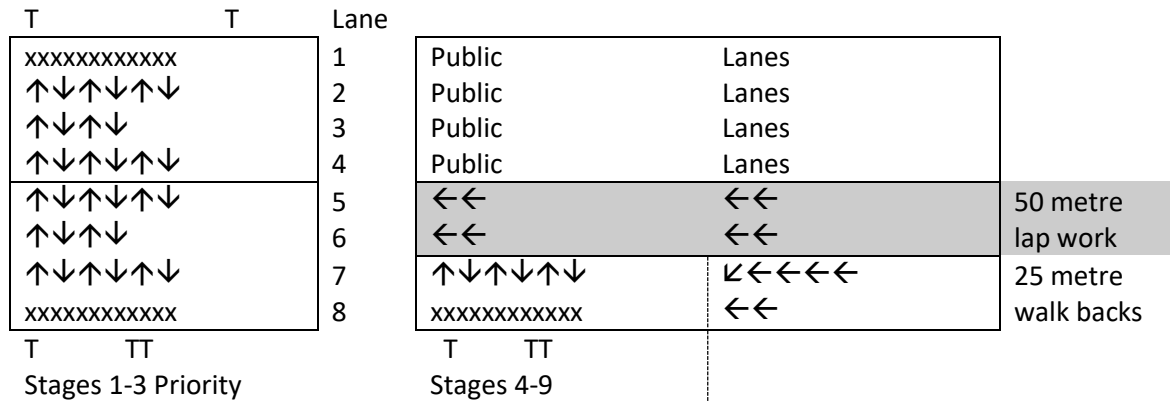 T T Lane
xxxxxxxxxxxx 1 Public Lanes
↑↓↑↓↑↓ 2 Public Lanes
↑↓↑↓ 3 Public Lanes
↑↓↑↓↑↓ 4 Public Lanes
↑↓↑↓↑↓ 5 ←← ←← 50 metre
↑↓↑↓ 6 ←← ←← lap work
↑↓↑↓↑↓ 7 ↑↓↑↓↑↓ ↙←←←← 25 metre
xxxxxxxxxxxx 8 xxxxxxxxxxxx ←← walk backs
T TT T TT
Stages 1-3 Priority Stages 4-9